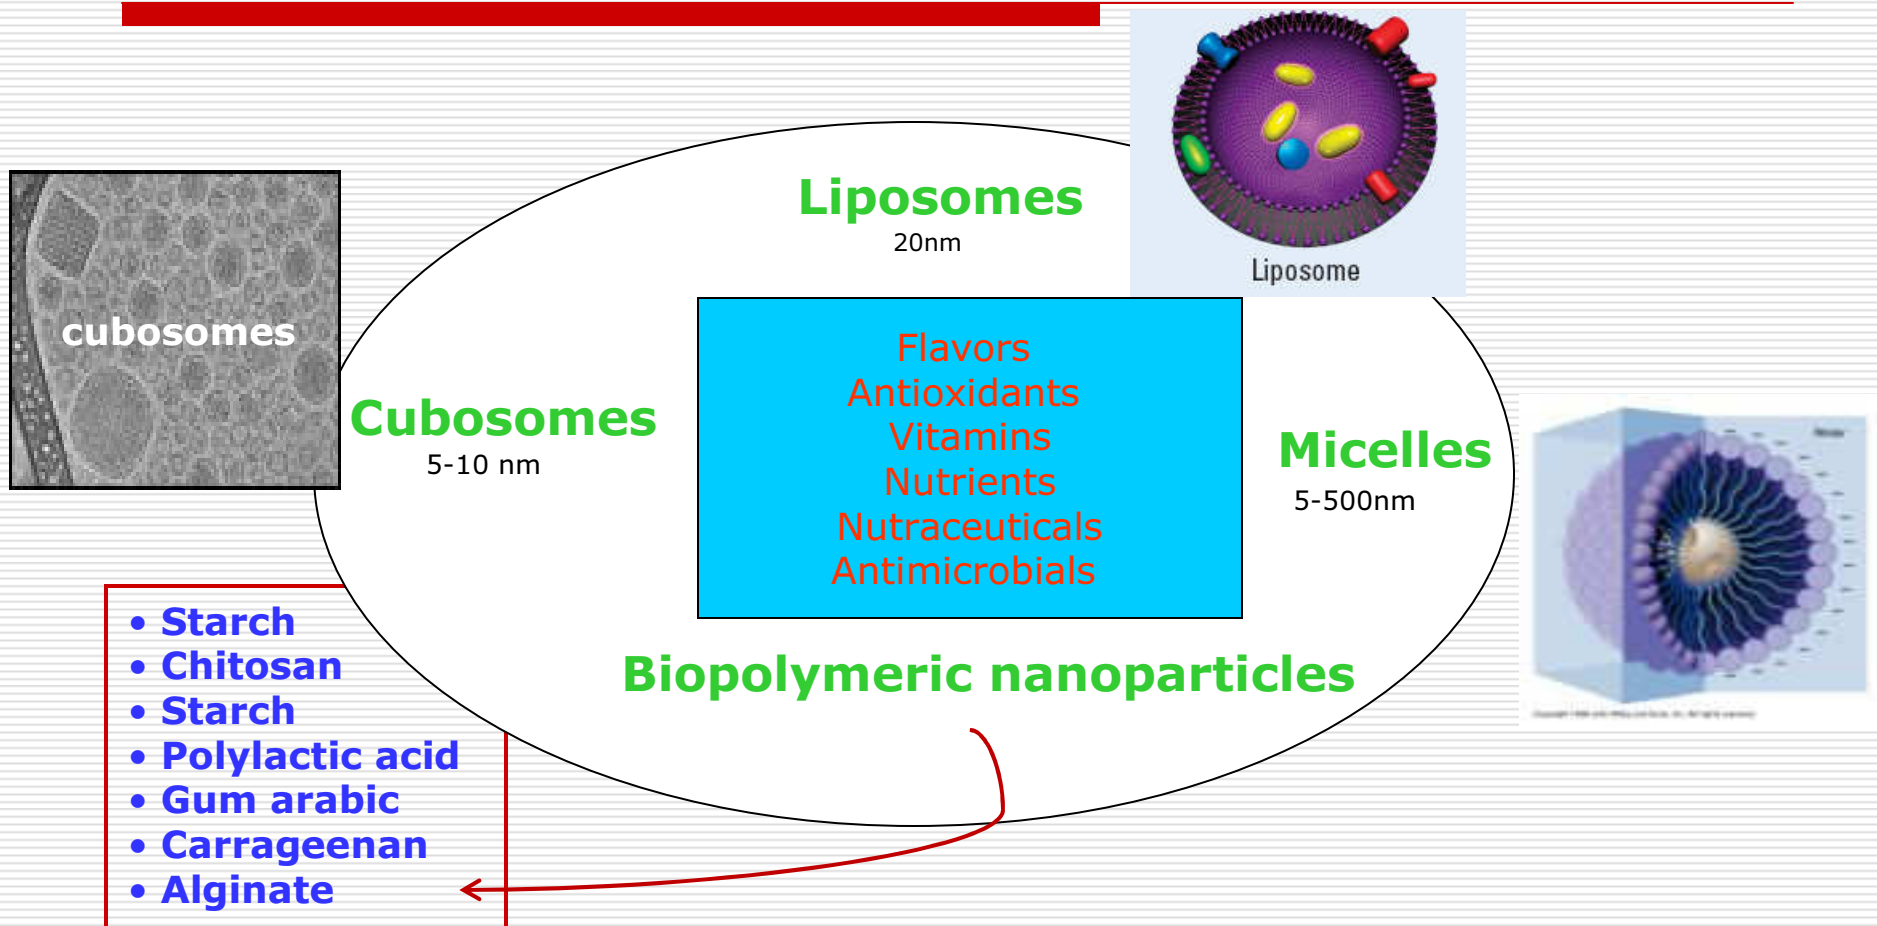 Liposome
Liposomes
20nm
cubosomes
Cubosomes
5-10 nm
Flavors
Antioxidants
Vitamins
Nutrients
Nutraceuticals
Antimicrobials
Micelles
5-500nm
Biopolymeric nanoparticles
• Starch
• Chitosan
• Starch
• Polylactic acid
• Gum arabic
• Carrageenan
• Alginate